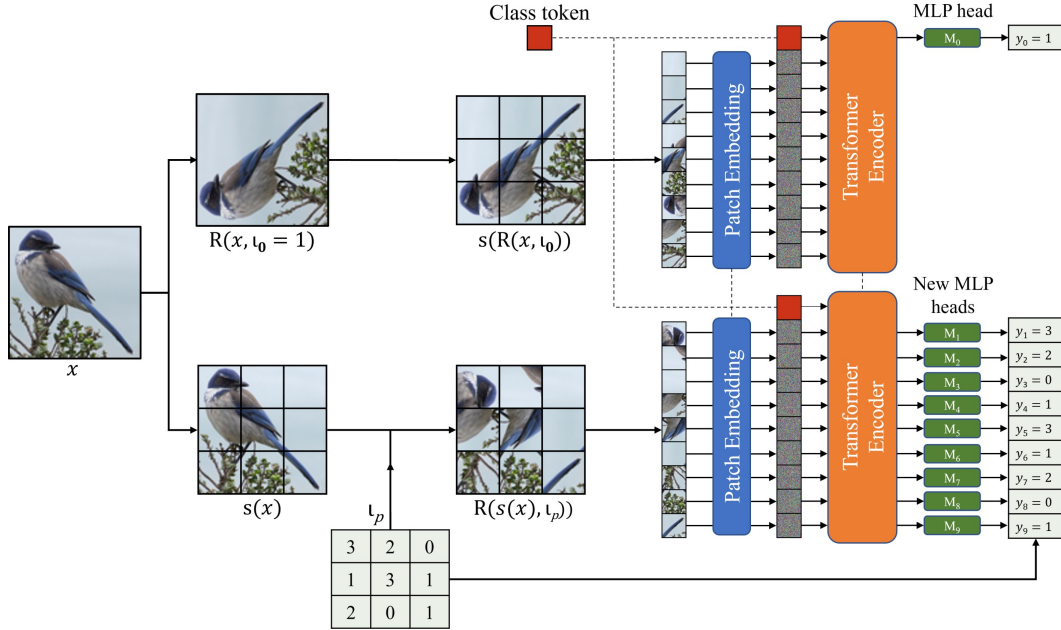 Class token
MLP head
M₀
y₀ = 1
Patch Embedding
Transformer
Encoder
R(x, ι₀ = 1)
s(R(x, ι₀))
x
New MLP
heads
Patch Embedding
Transformer
Encoder
M₁
y₁ = 3
M₂
y₂ = 2
M₃
y₃ = 0
M₄
y₄ = 1
M₅
y₅ = 3
M₆
y₆ = 1
M₇
y₇ = 2
M₈
y₈ = 0
M₉
y₉ = 1
s(x)
ιₚ
R(s(x), ιₚ))
3 2 0
1 3 1
2 0 1